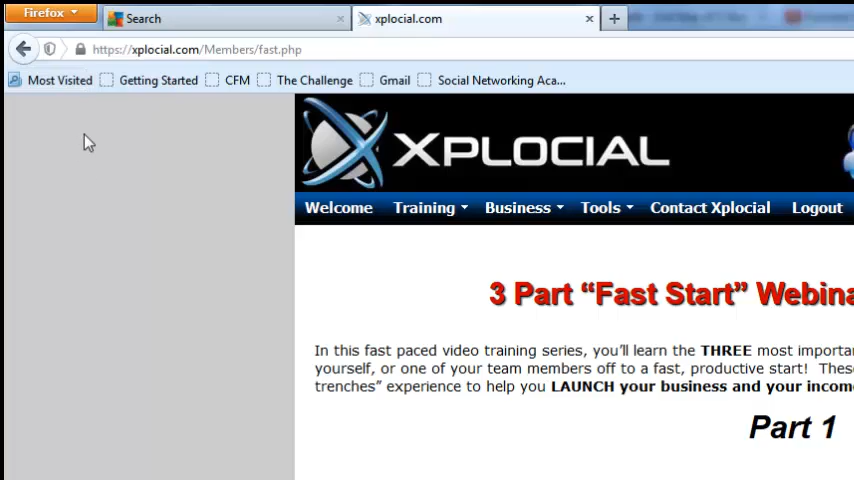 Firefox
Search
xplocial.com
https://xplocial.com/Members/fast.php
Most Visited Getting Started CFM The Challenge Gmail Social Networking Aca...
XPLOCIAL
Welcome Training Business Tools Contact Xplocial Logout
3 Part “Fast Start” Webina
In this fast paced video training series, you’ll learn the THREE most importa
yourself, or one of your team members off to a fast, productive start! These
trenches” experience to help you LAUNCH your business and your income
Part 1